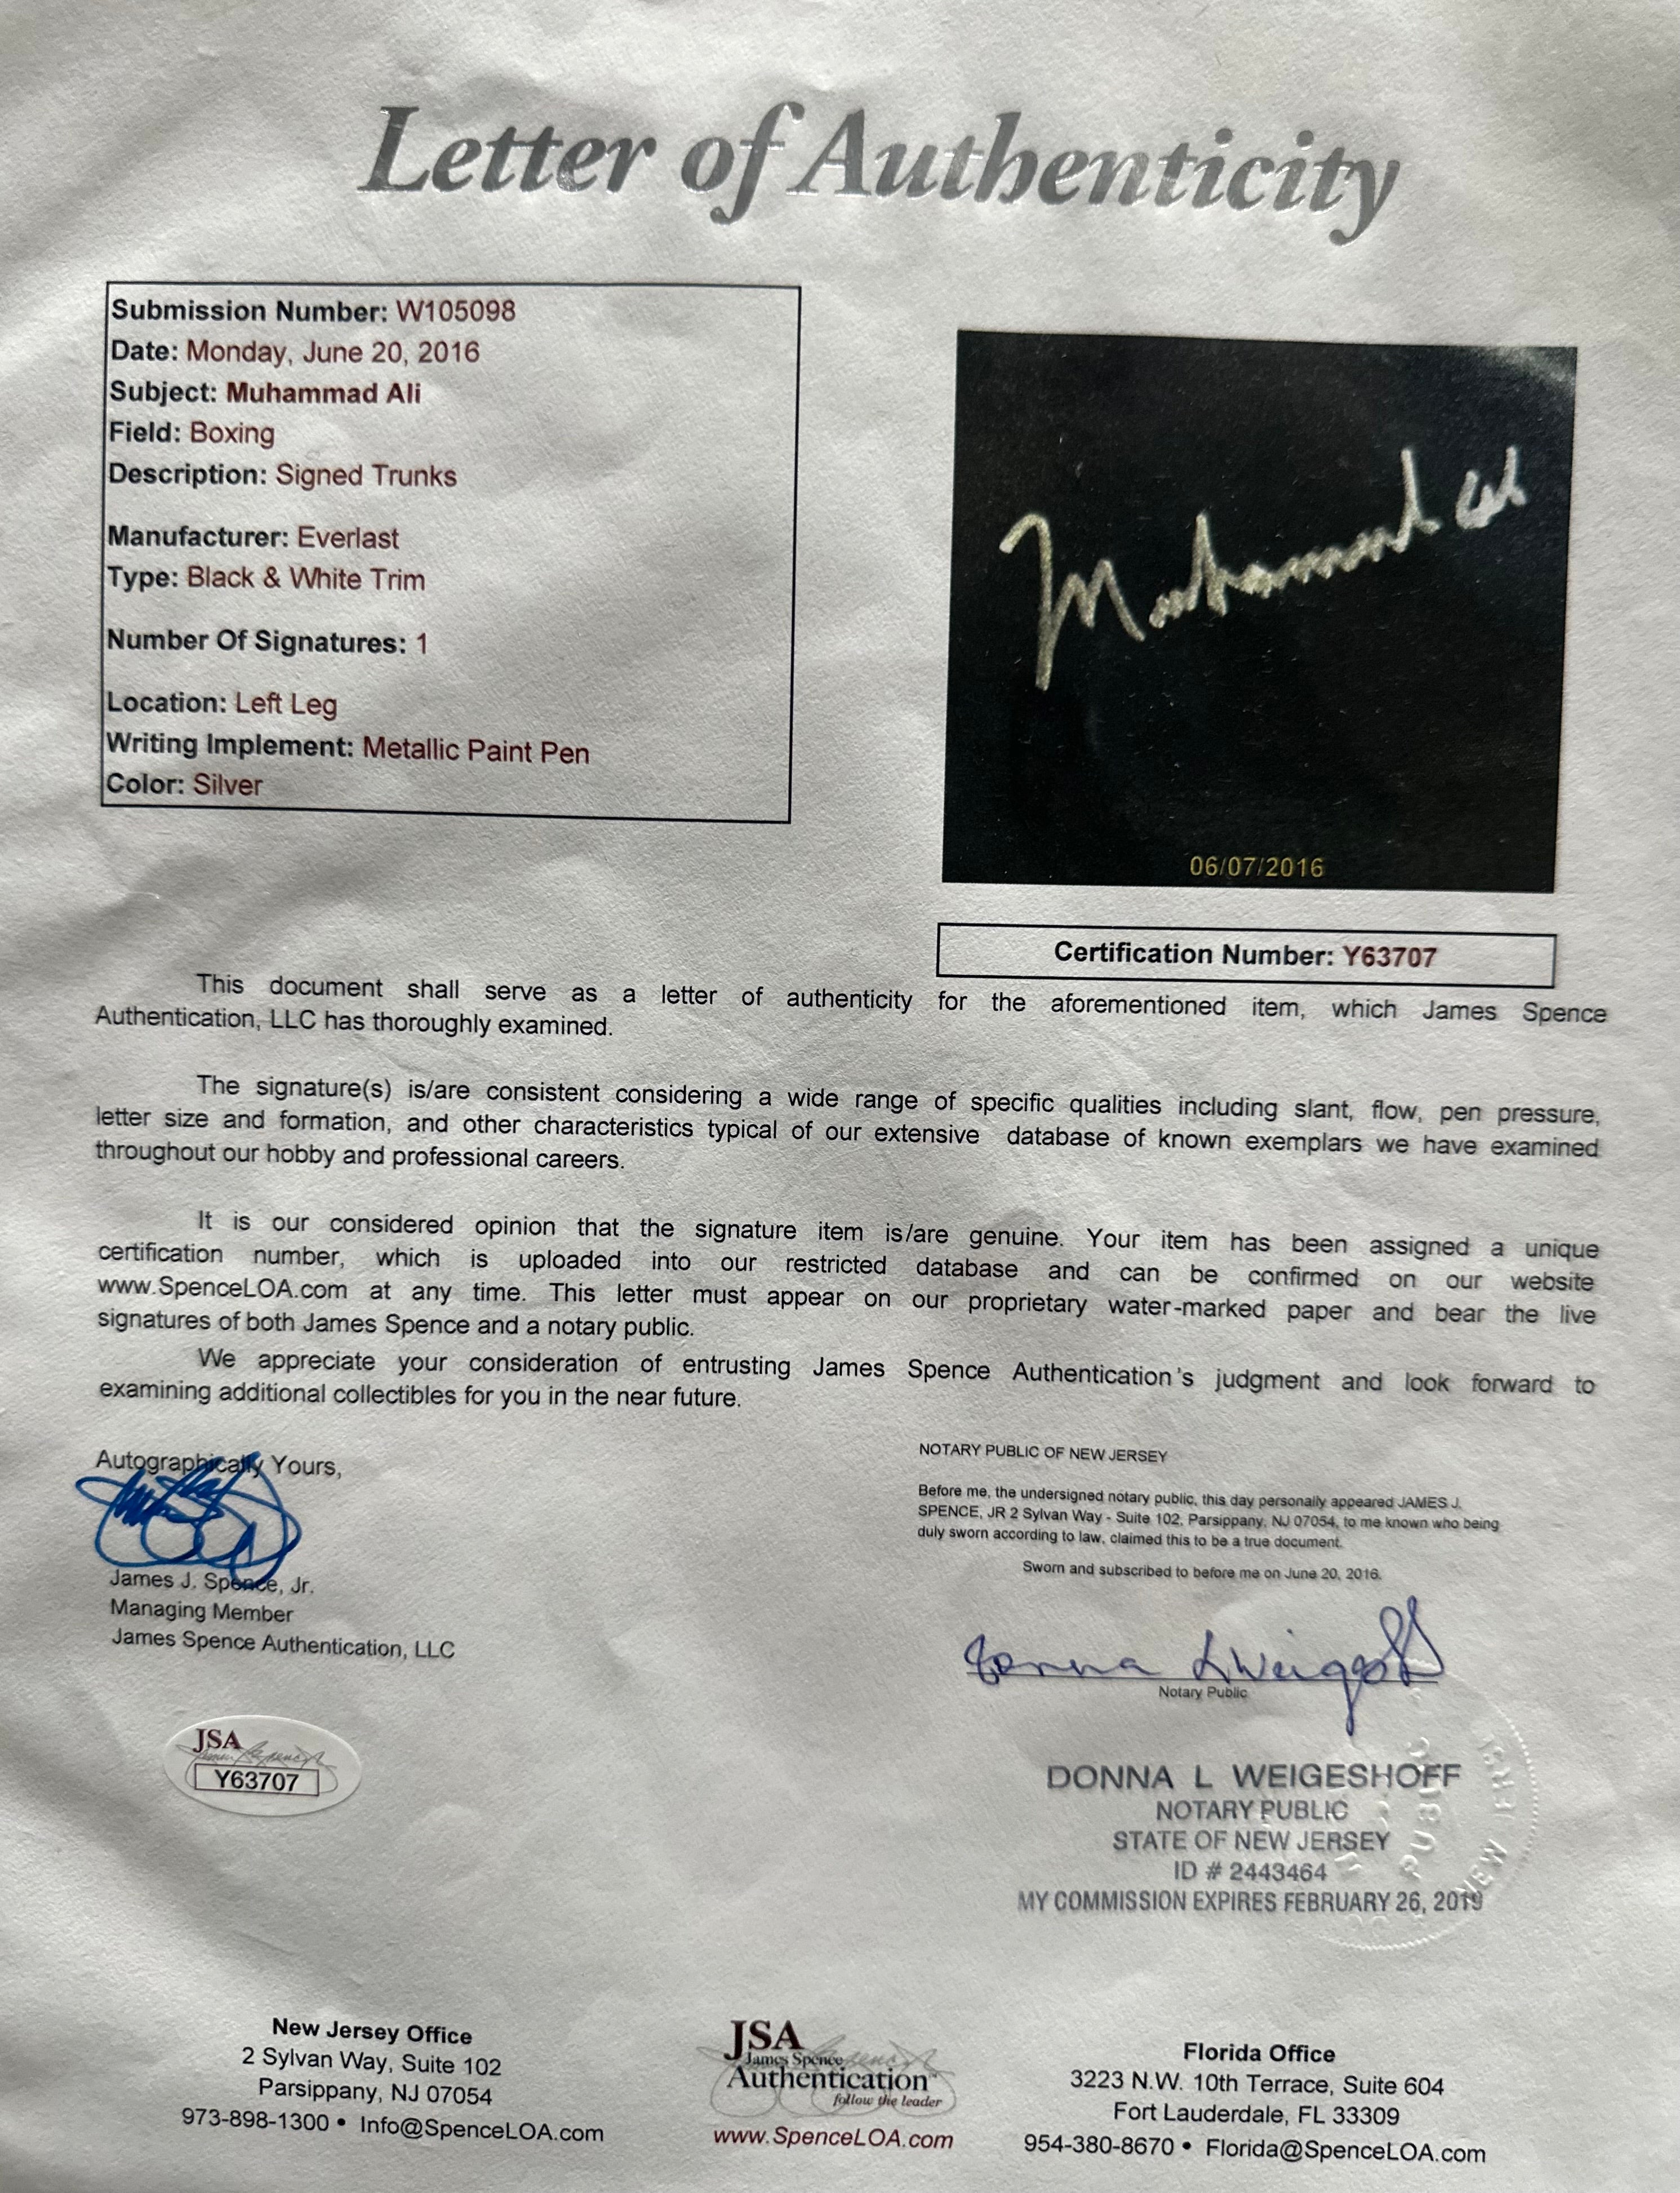 Letter of Authenticity
Submission Number: W105098
Date: Monday, June 20, 2016
Subject: Muhammad Ali
Field: Boxing
Description: Signed Trunks
Manufacturer: Everlast
Type: Black & White Trim
Number Of Signatures: 1
Location: Left Leg
Writing Implement: Metallic Paint Pen
Color: Silver
Muhammad Ali
06/07/2016
Certification Number: Y63707
This document shall serve as a letter of authenticity for the aforementioned item, which James Spence
Authentication, LLC has thoroughly examined.
The signature(s) is/are consistent considering a wide range of specific qualities including slant, flow, pen pressure,
letter size and formation, and other characteristics typical of our extensive database of known exemplars we have examined
throughout our hobby and professional careers.
It is our considered opinion that the signature item is/are genuine. Your item has been assigned a unique
certification number, which is uploaded into our restricted database and can be confirmed on our website
www.SpenceLOA.com at any time. This letter must appear on our proprietary water-marked paper and bear the live
signatures of both James Spence and a notary public.
We appreciate your consideration of entrusting James Spence Authentication's judgment and look forward to
examining additional collectibles for you in the near future.
Autographically Yours,
James J. Spence, Jr.
Managing Member
James Spence Authentication, LLC
JSA
Y63707
NOTARY PUBLIC OF NEW JERSEY
Before me, the undersigned notary public, this day personally appeared JAMES J.
SPENCE, JR 2 Sylvan Way - Suite 102, Parsippany, NJ 07054, to me known who being
duly sworn according to law, claimed this to be a true document.
Sworn and subscribed to before me on June 20, 2016.
Donna L Weigeshoff
Notary Public
DONNA L WEIGESHOFF
NOTARY PUBLIC
STATE OF NEW JERSEY
ID # 2443464
MY COMMISSION EXPIRES FEBRUARY 26, 2019
PUBLIC
NEW JERSEY
New Jersey Office
2 Sylvan Way, Suite 102
Parsippany, NJ 07054
973-898-1300 • Info@SpenceLOA.com
JSA
James Spence
Authentication
follow the leader
www.SpenceLOA.com
Florida Office
3223 N.W. 10th Terrace, Suite 604
Fort Lauderdale, FL 33309
954-380-8670 • Florida@SpenceLOA.com